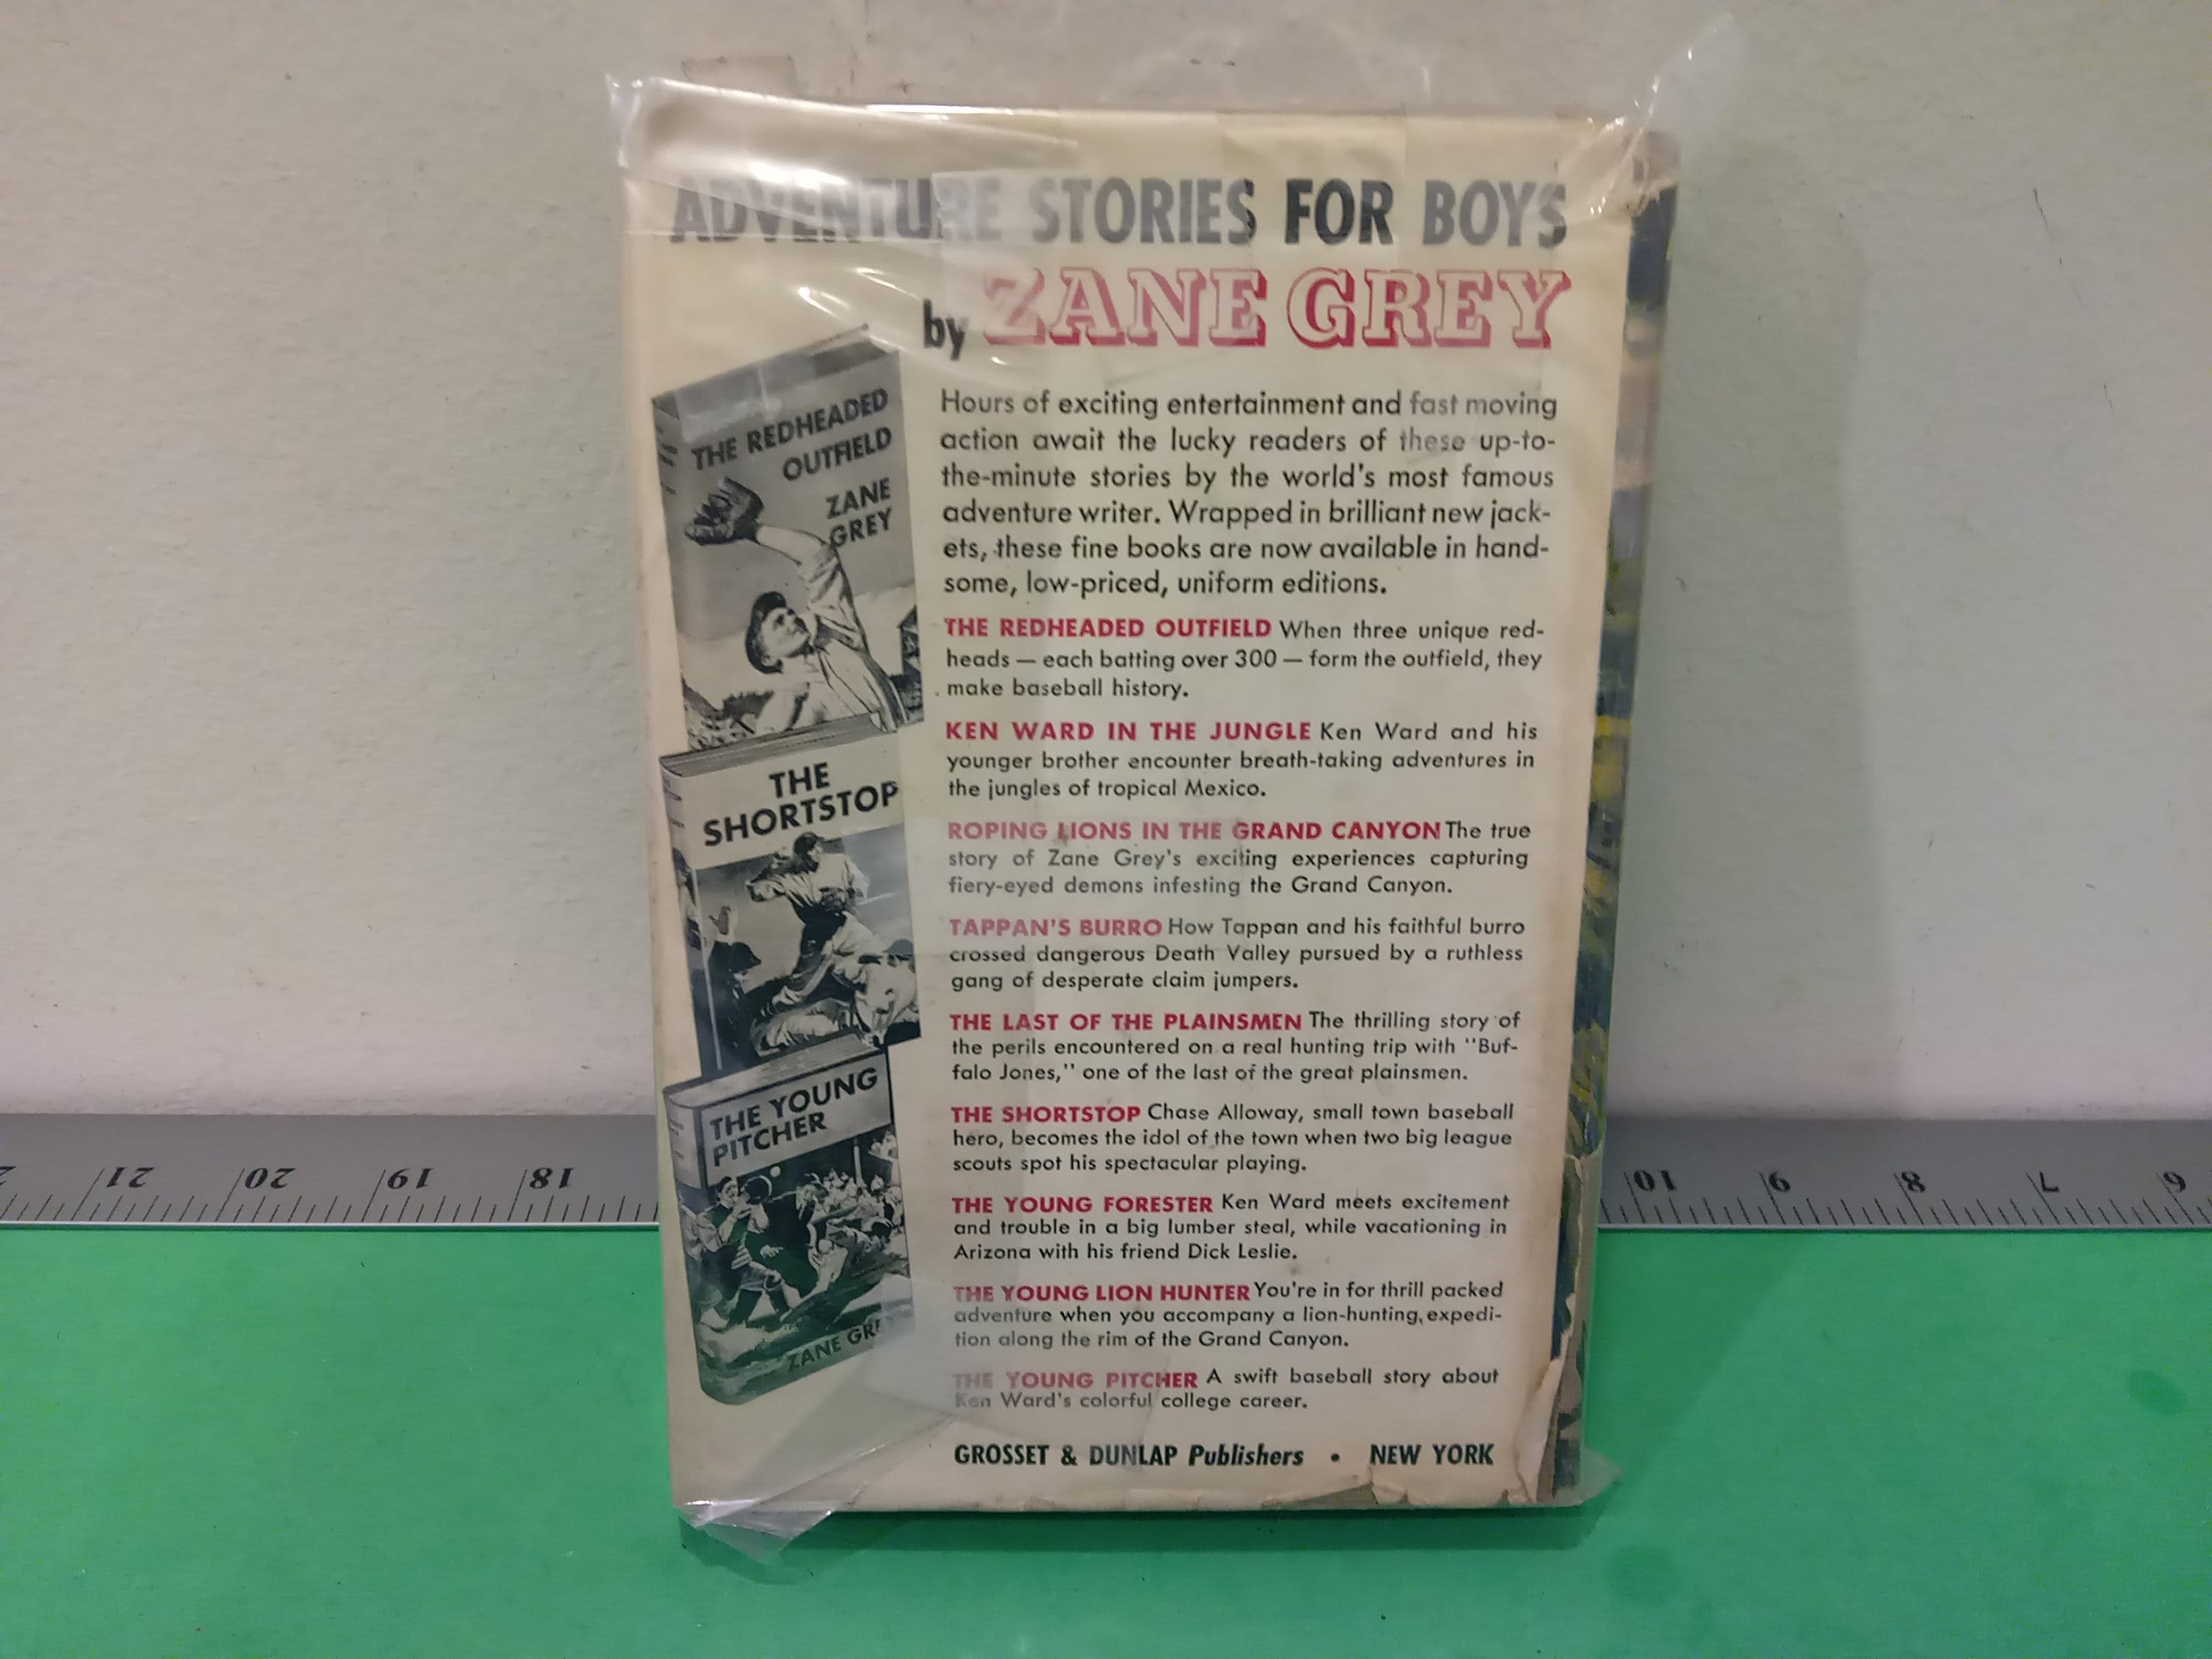 ADVENTURE STORIES FOR BOYS
by ZANE GREY
THE REDHEADED
OUTFIELD
ZANE
GREY
THE
SHORTSTOP
THE YOUNG
PITCHER
ZANE GREY
Hours of exciting entertainment and fast moving
action await the lucky readers of these up-to-
the-minute stories by the world's most famous
adventure writer. Wrapped in brilliant new jack-
ets, these fine books are now available in hand-
some, low-priced, uniform editions.
THE REDHEADED OUTFIELD When three unique red-
heads — each batting over 300 — form the outfield, they
make baseball history.
KEN WARD IN THE JUNGLE Ken Ward and his
younger brother encounter breath-taking adventures in
the jungles of tropical Mexico.
ROPING LIONS IN THE GRAND CANYON The true
story of Zane Grey's exciting experiences capturing
fiery-eyed demons infesting the Grand Canyon.
TAPPAN'S BURRO How Tappan and his faithful burro
crossed dangerous Death Valley pursued by a ruthless
gang of desperate claim jumpers.
THE LAST OF THE PLAINSMEN The thrilling story of
the perils encountered on a real hunting trip with "Buf-
falo Jones," one of the last of the great plainsmen.
THE SHORTSTOP Chase Alloway, small town baseball
hero, becomes the idol of the town when two big league
scouts spot his spectacular playing.
THE YOUNG FORESTER Ken Ward meets excitement
and trouble in a big lumber steal, while vacationing in
Arizona with his friend Dick Leslie.
THE YOUNG LION HUNTER You're in for thrill packed
adventure when you accompany a lion-hunting, expedi-
tion along the rim of the Grand Canyon.
THE YOUNG PITCHER A swift baseball story about
Ken Ward's colorful college career.
GROSSET & DUNLAP Publishers • NEW YORK
21 20 19 18 10 9 8 7 6